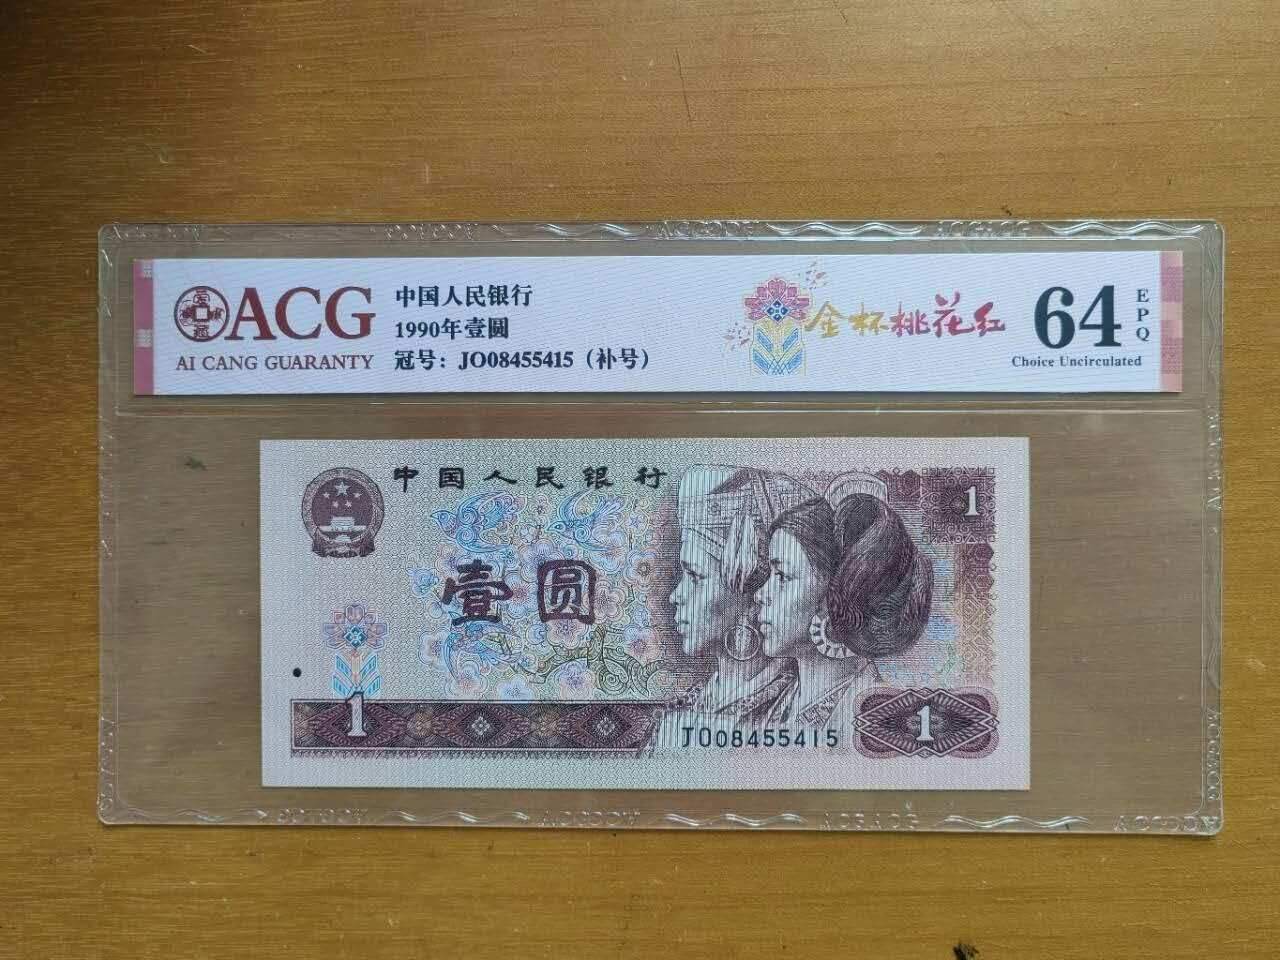 ACG
AI CANG GUARANTY
中国人民银行
1990年壹圆
冠号：JO08455415（补号）
金杯桃花红
64
EPQ
Choice Uncirculated
中国人民银行
1
壹圆
1
JO08455415
1